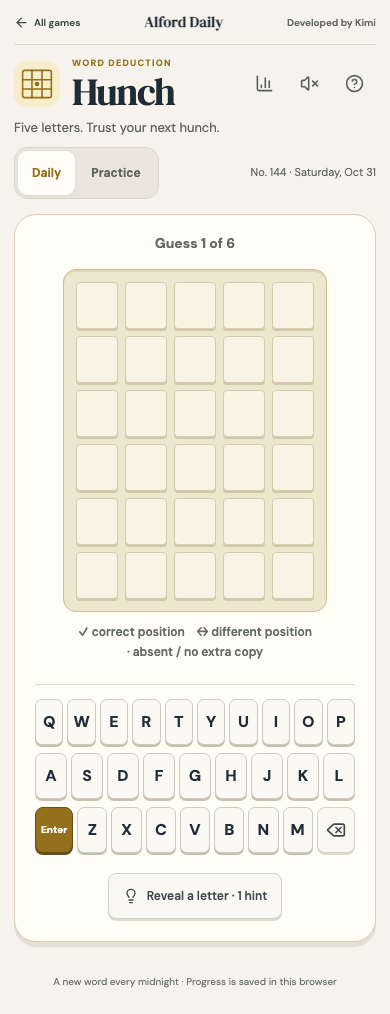 ← All games
Alford Daily
Developed by Kimi
WORD DEDUCTION
Hunch
Five letters. Trust your next hunch.
Daily
Practice
No. 144 · Saturday, Oct 31
Guess 1 of 6
✓ correct position ↔ different position
· absent / no extra copy
Q W E R T Y U I O P
A S D F G H J K L
Enter Z X C V B N M
Reveal a letter · 1 hint
A new word every midnight · Progress is saved in this browser